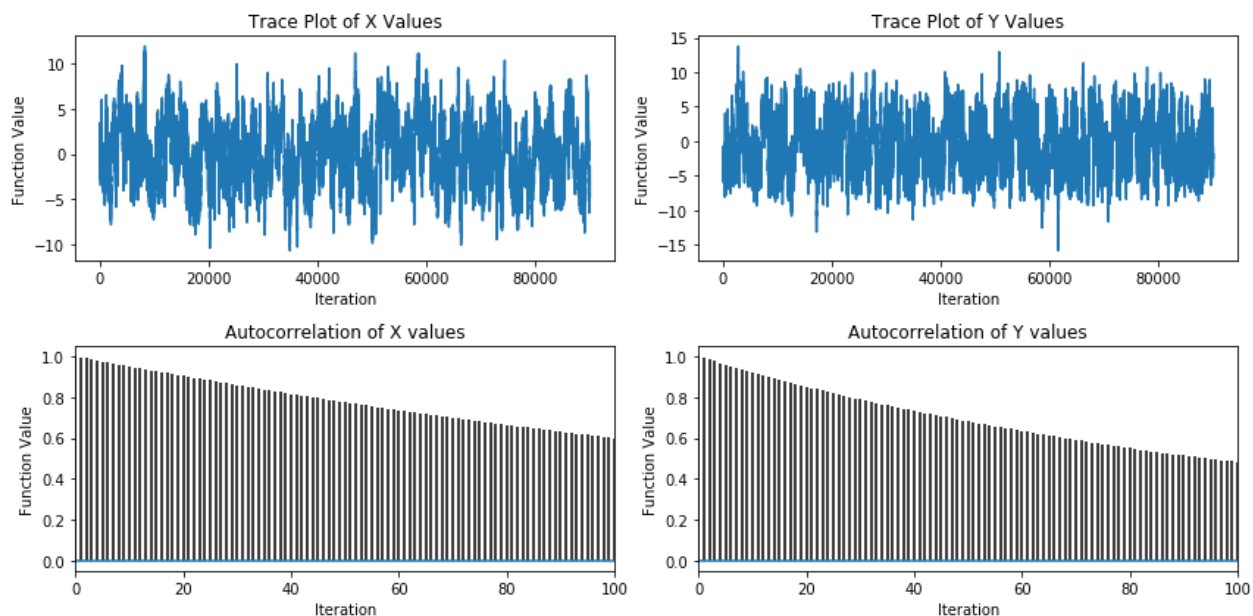 Trace Plot of X Values
Function Value
10
5
0
−5
−10
0 20000 40000 60000 80000
Iteration
Trace Plot of Y Values
Function Value
15
10
5
0
−5
−10
−15
0 20000 40000 60000 80000
Iteration
Autocorrelation of X values
Function Value
1.0
0.8
0.6
0.4
0.2
0.0
0 20 40 60 80 100
Iteration
Autocorrelation of Y values
Function Value
1.0
0.8
0.6
0.4
0.2
0.0
0 20 40 60 80 100
Iteration